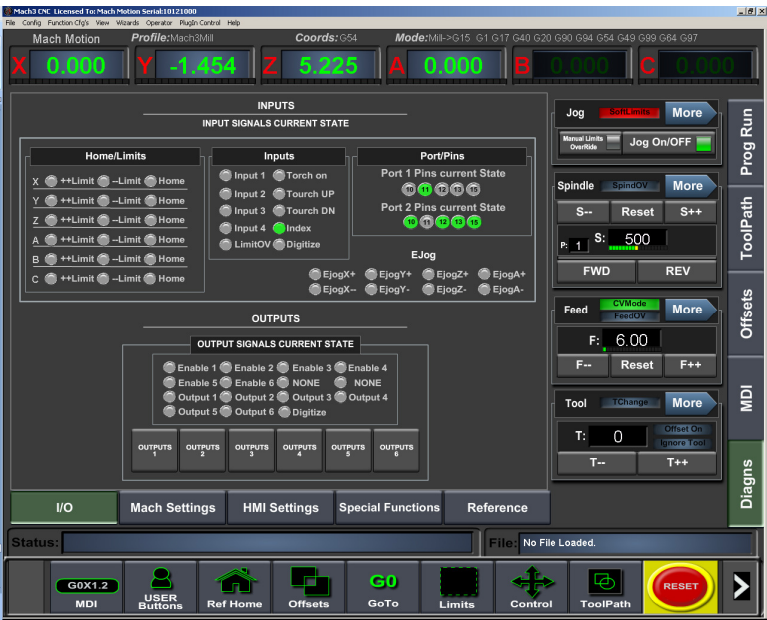 Mach3 CNC Licensed To: Mach Motion Serial:10121000
File Config Function Cfg's View Wizards Operator PlugIn Control Help
Mach Motion Profile:Mach3Mill Coords:G54 Mode:Mill->G15 G1 G17 G40 G20 G90 G94 G54 G49 G99 G64 G97
X 0.000 Y -1.454 Z 5.225 A 0.000 B 0.000 C 0.000
INPUTS
INPUT SIGNALS CURRENT STATE
Home/Limits
X ++Limit --Limit Home
Y ++Limit --Limit Home
Z ++Limit --Limit Home
A ++Limit --Limit Home
B ++Limit --Limit Home
C ++Limit --Limit Home
Inputs
Input 1 Torch on
Input 2 Tourch UP
Input 3 Tourch DN
Input 4 Index
LimitOV Digitize
Port/Pins
Port 1 Pins current State
10 11 12 13 15
Port 2 Pins current State
10 11 12 13 15
EJog
EjogX+ EjogY+ EjogZ+ EjogA+
EjogX-- EjogY- EjogZ- EjogA-
OUTPUTS
OUTPUT SIGNALS CURRENT STATE
Enable 1 Enable 2 Enable 3 Enable 4
Enable 5 Enable 6 NONE NONE
Output 1 Output 2 Output 3 Output 4
Output 5 Output 6 Digitize
OUTPUTS 1 OUTPUTS 2 OUTPUTS 3 OUTPUTS 4 OUTPUTS 5 OUTPUTS 6
Jog SoftLimits More
Manual Limits
OverRide Jog On/OFF
Spindle SpindOV More
S-- Reset S++
P: 1 S: 500
FWD REV
Feed CVMode More
FeedOV
F: 6.00
F-- Reset F++
Tool TChange More
T: 0 Offset On
Ignore Tool
T-- T++
Prog Run
ToolPath
Offsets
MDI
Diagns
I/O Mach Settings HMI Settings Special Functions Reference
Status: File: No File Loaded.
G0X1.2 G0 RESET
MDI USER Buttons Ref Home Offsets GoTo Limits Control ToolPath